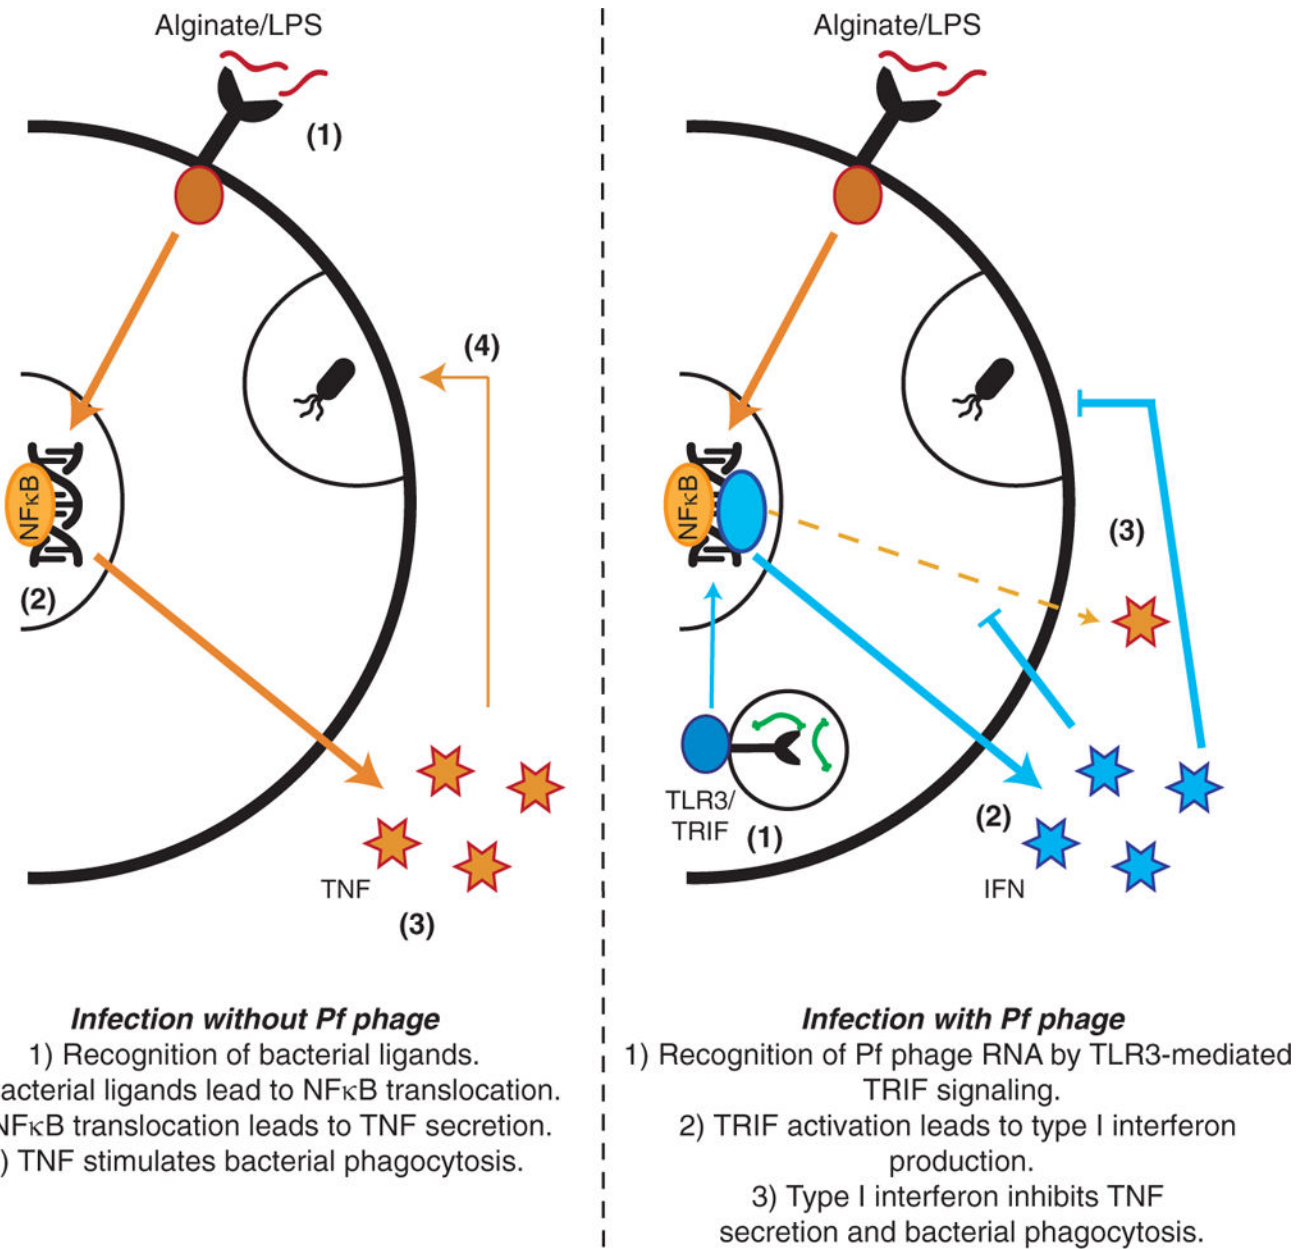 Alginate/LPS
(1)
(4)
NFκB
(2)
TNF
(3)
Infection without Pf phage
1) Recognition of bacterial ligands.
ligands lead to NFκB translocation.
translocation leads to TNF secretion.
) TNF stimulates bacterial phagocytosis.
Alginate/LPS
NFκB
(3)
TLR3/
TRIF
(1)
(2)
IFN
Infection with Pf phage
1) Recognition of Pf phage RNA by TLR3-mediated
TRIF signaling.
2) TRIF activation leads to type I interferon
production.
3) Type I interferon inhibits TNF
secretion and bacterial phagocytosis.